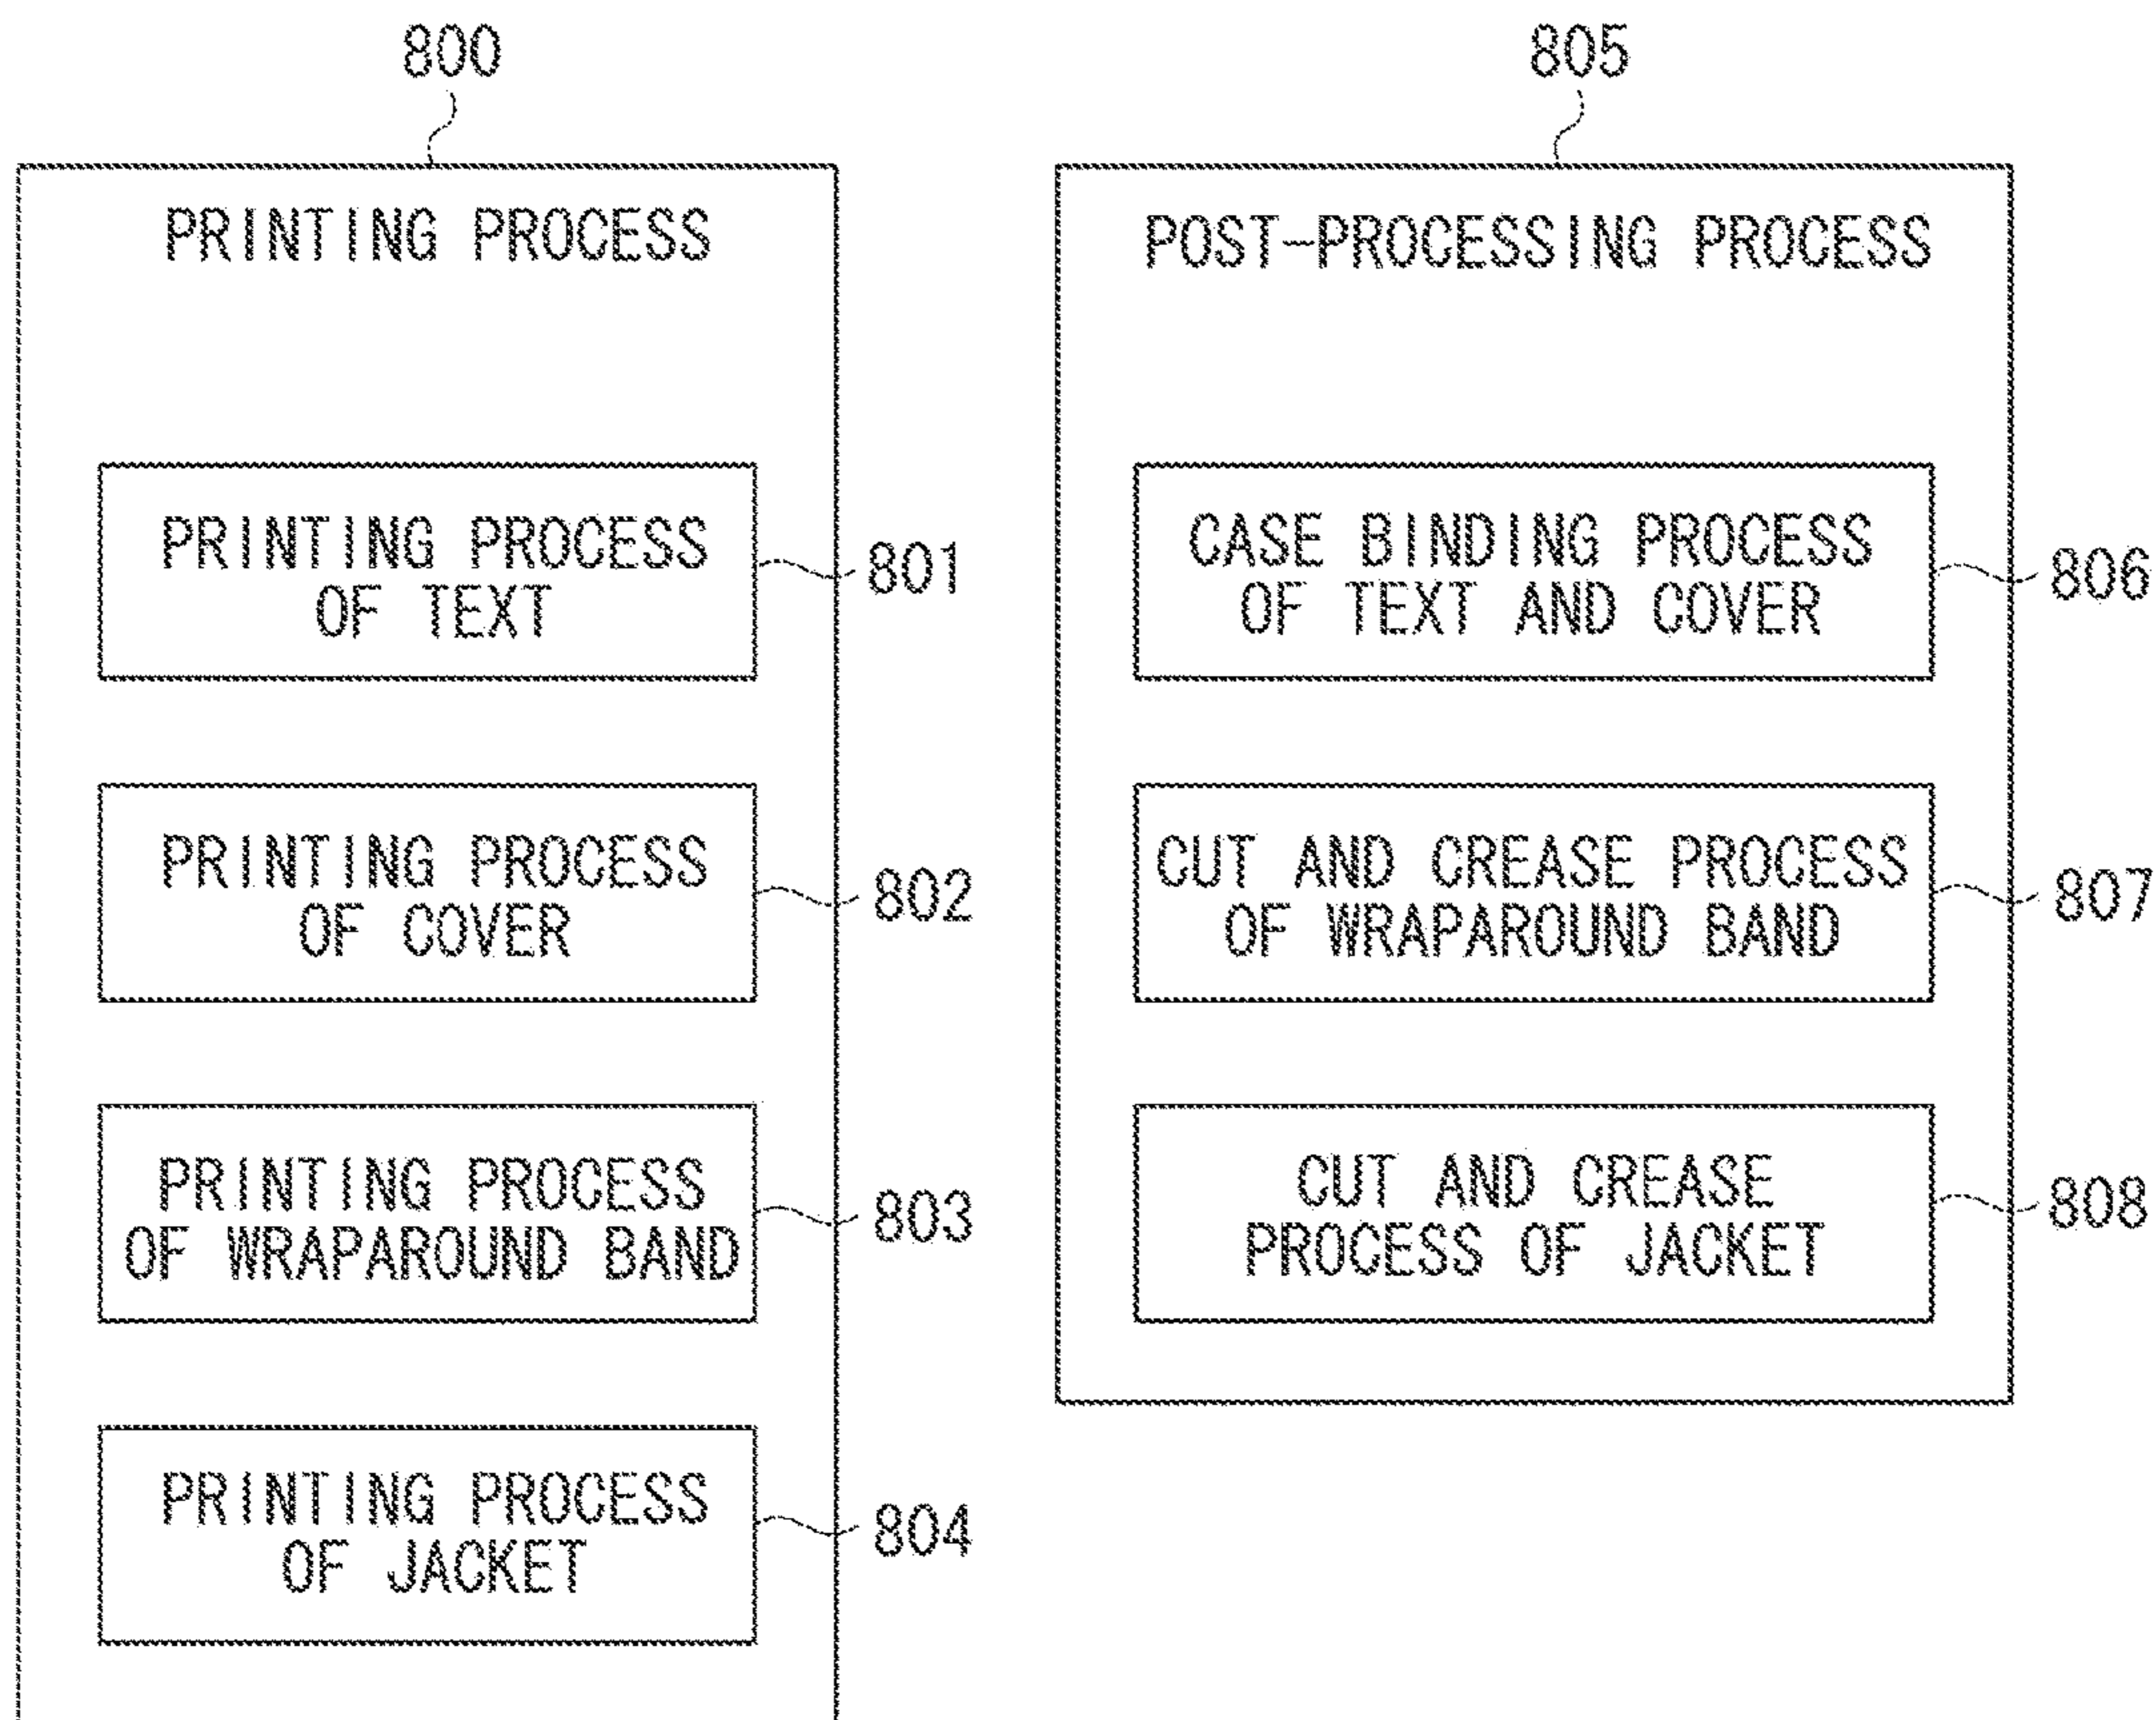 800
PRINTING PROCESS
PRINTING PROCESS
OF TEXT
801
PRINTING PROCESS
OF COVER
802
PRINTING PROCESS
OF WRAPAROUND BAND
803
PRINTING PROCESS
OF JACKET
804
805
POST-PROCESSING PROCESS
CASE BINDING PROCESS
OF TEXT AND COVER
806
CUT AND CREASE PROCESS
OF WRAPAROUND BAND
807
CUT AND CREASE
PROCESS OF JACKET
808